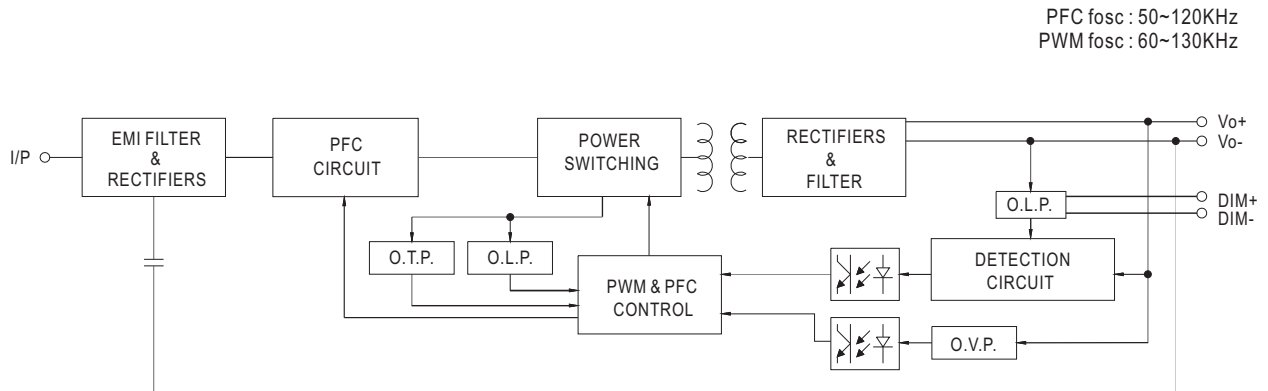 PFC fosc : 50~120KHz
PWM fosc : 60~130KHz
I/P
EMI FILTER
&
RECTIFIERS
PFC
CIRCUIT
POWER
SWITCHING
RECTIFIERS
&
FILTER
Vo+
Vo-
DIM+
DIM-
O.L.P.
O.T.P.
O.L.P.
PWM & PFC
CONTROL
DETECTION
CIRCUIT
O.V.P.